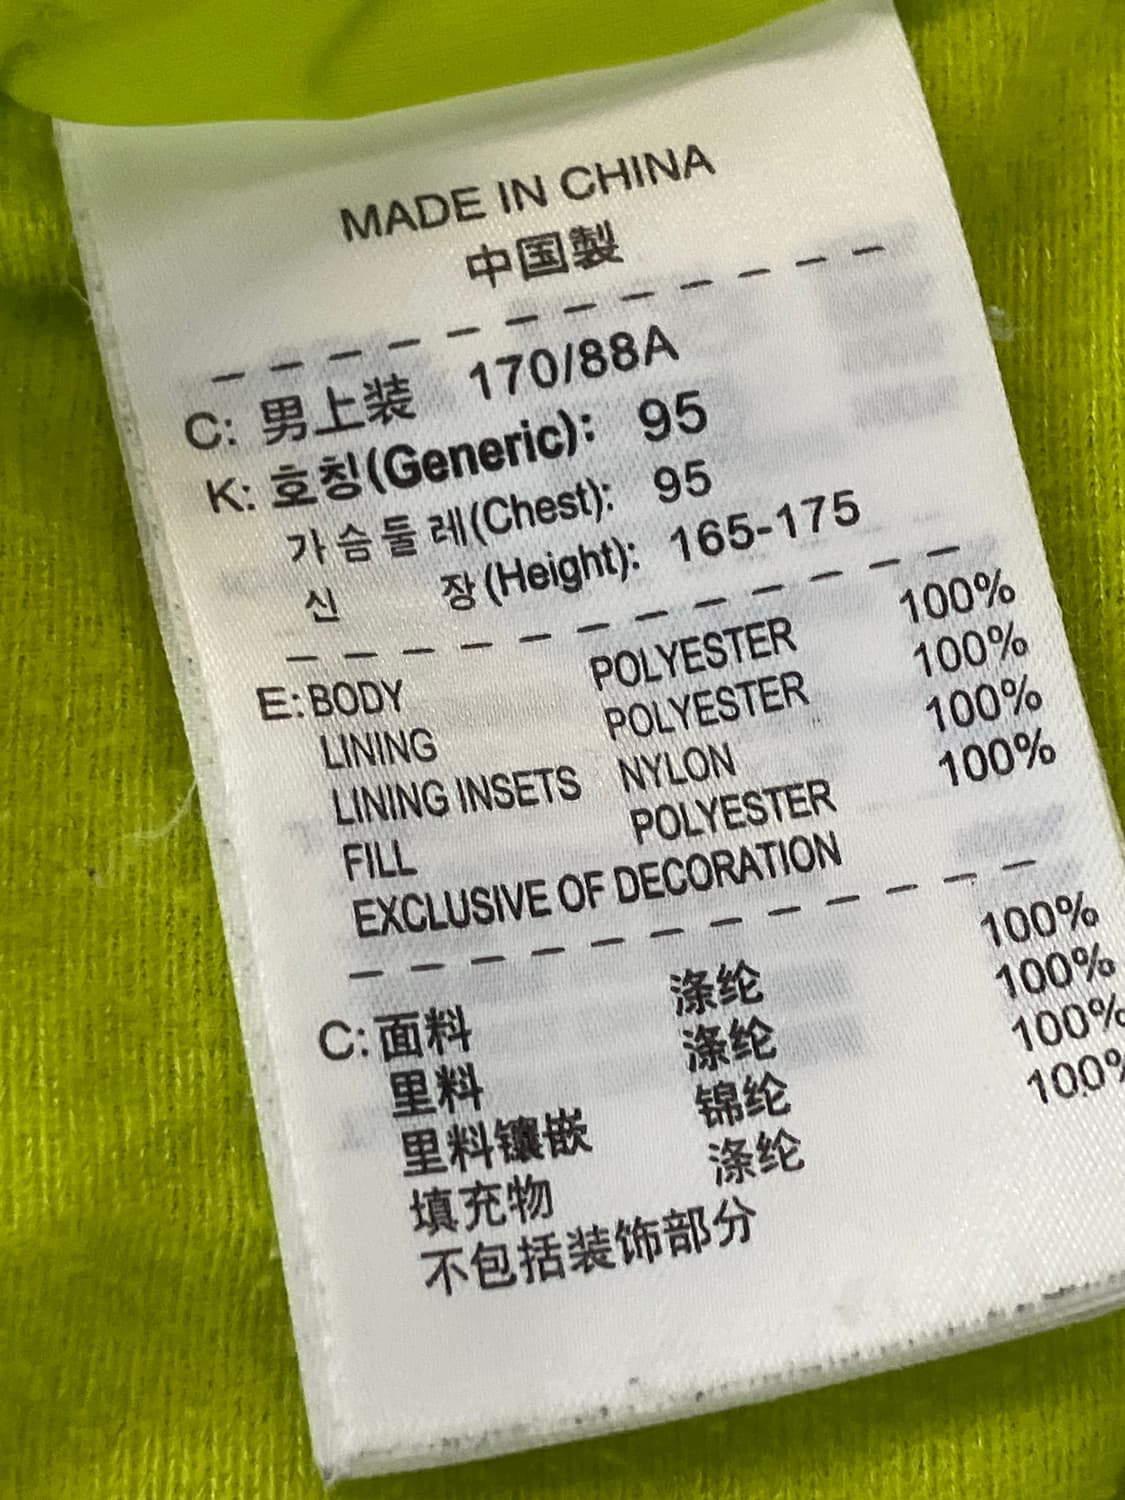 MADE IN CHINA
中国製
C: 男上装 170/88A
K: 호칭(Generic): 95
가슴둘레(Chest): 95
신 장(Height): 165-175
E: BODY POLYESTER 100%
LINING POLYESTER 100%
LINING INSETS NYLON 100%
FILL POLYESTER 100%
EXCLUSIVE OF DECORATION
C: 面料 涤纶 100%
里料 涤纶 100%
里料镶嵌 锦纶 100%
填充物 涤纶 100%
不包括装饰部分